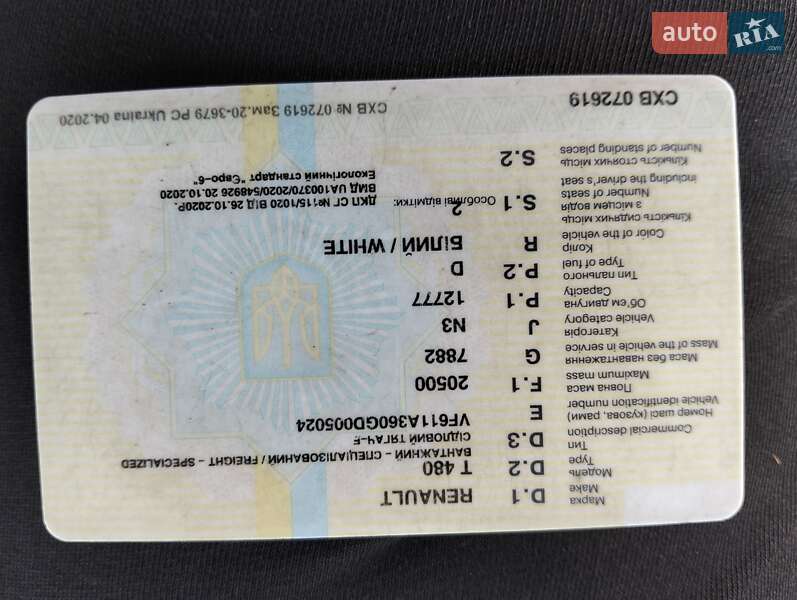 auto RIA .com
Марка D.1 RENAULT
Make
Модель D.2 T 480
Type
Тип D.3 ВАНТАЖНИЙ – СПЕЦІАЛІЗОВАНИЙ / FREIGHT – SPECIALIZED
Commercial description СІДЛОВИЙ ТЯГАЧ-Е
Номер шасі (кузова, рами) E VF611A360GD005024
Vehicle identification number
Повна маса F.1 20500
Maximum mass
Маса без навантаження G 7882
Mass of the vehicle in service
Категорія J N3
Vehicle category
Об'єм двигуна P.1 12777
Capacity
Тип пального P.2 D
Type of fuel
Колір R БІЛИЙ / WHITE
Color of the vehicle
Кількість сидячих місць S.1 2 Особливі відмітки:
з місцем водія
Number of seats
including the driver's seat
ДКП СГ №115/1020 ВІД 26.10.2020Р.
ВМД UA100370/2020/548926 20.10.2020
Екологічний стандарт "Євро-6"
Кількість стоячих місць S.2
Number of standing places
СХВ 072619
СХВ № 072619 Зам.20-3679 РС Ukraina 04.2020